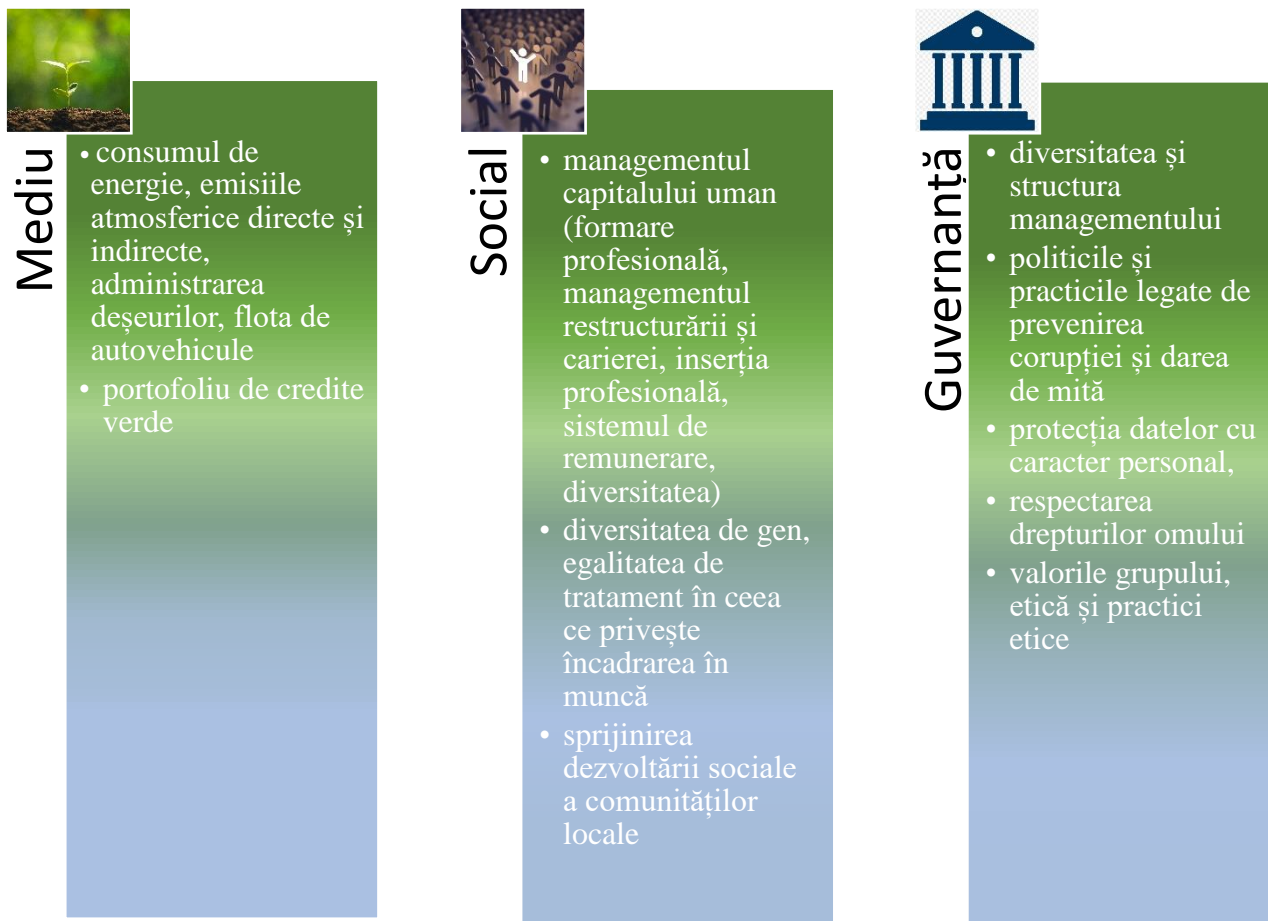 Mediu
• consumul de
energie, emisiile
atmosferice directe și
indirecte,
administrarea
deșeurilor, flota de
autovehicule
• portofoliu de credite
verde
Social
• managementul
capitalului uman
(formare
profesională,
managementul
restructurării și
carierei, inserția
profesională,
sistemul de
remunerare,
diversitatea)
• diversitatea de gen,
egalitatea de
tratament în ceea
ce privește
încadrarea în
muncă
• sprijinirea
dezvoltării sociale
a comunităților
locale
Guvernanță
• diversitatea și
structura
managementului
• politicile și
practicile legate de
prevenirea
corupției și darea
de mită
• protecția datelor cu
caracter personal,
• respectarea
drepturilor omului
• valorile grupului,
etică și practici
etice